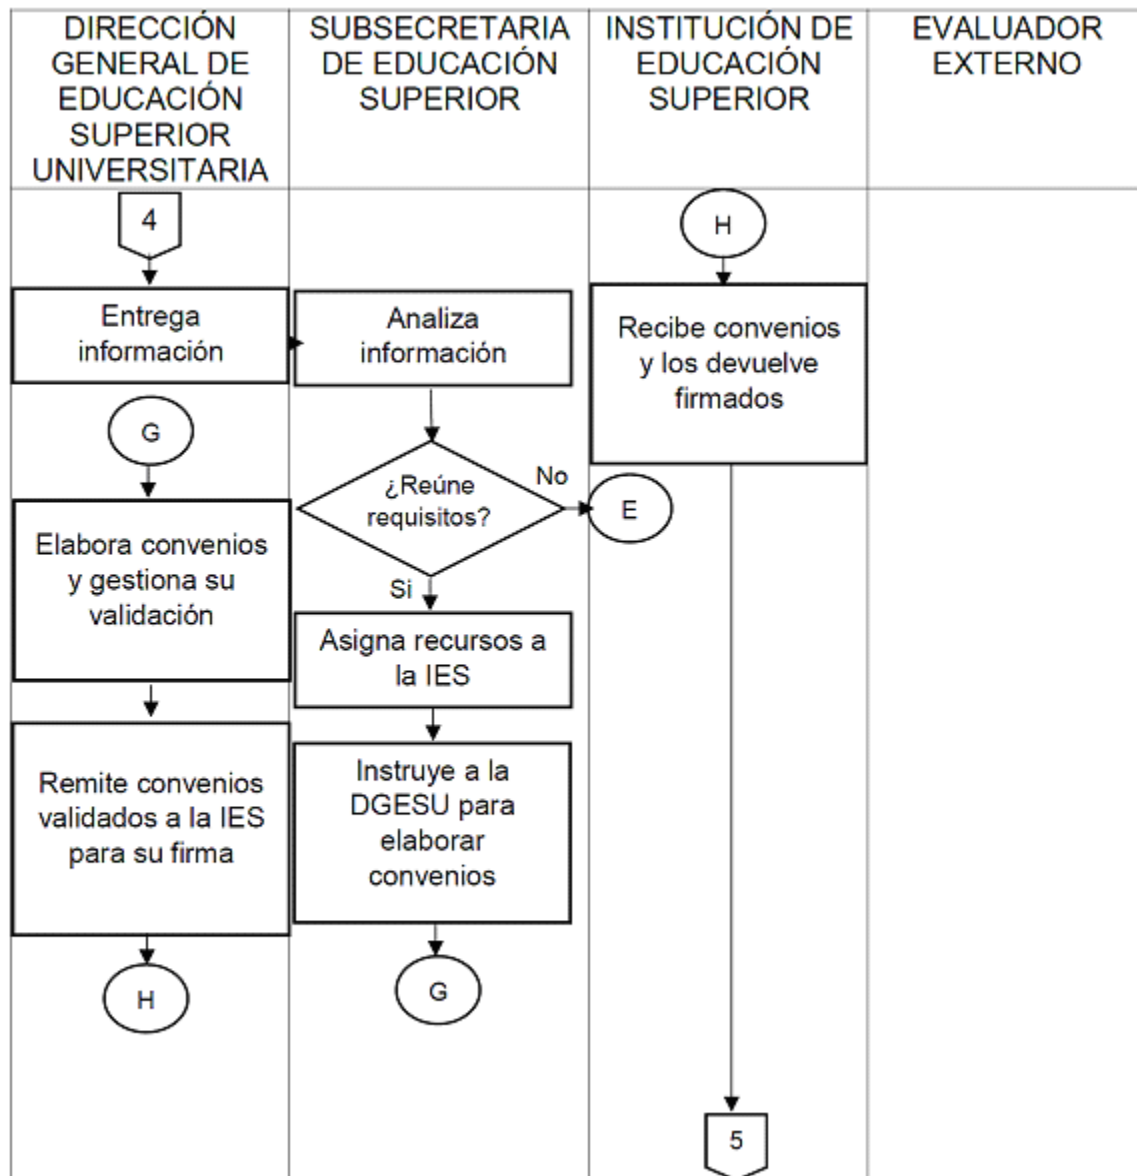 DIRECCIÓN
GENERAL DE
EDUCACIÓN
SUPERIOR
UNIVERSITARIA
SUBSECRETARIA
DE EDUCACIÓN
SUPERIOR
INSTITUCIÓN DE
EDUCACIÓN
SUPERIOR
EVALUADOR
EXTERNO
4
Entrega
información
G
Elabora convenios
y gestiona su
validación
Remite convenios
validados a la IES
para su firma
H
Analiza
información
¿Reúne
requisitos?
No
E
Si
Asigna recursos a
la IES
Instruye a la
DGESU para
elaborar
convenios
G
H
Recibe convenios
y los devuelve
firmados
5